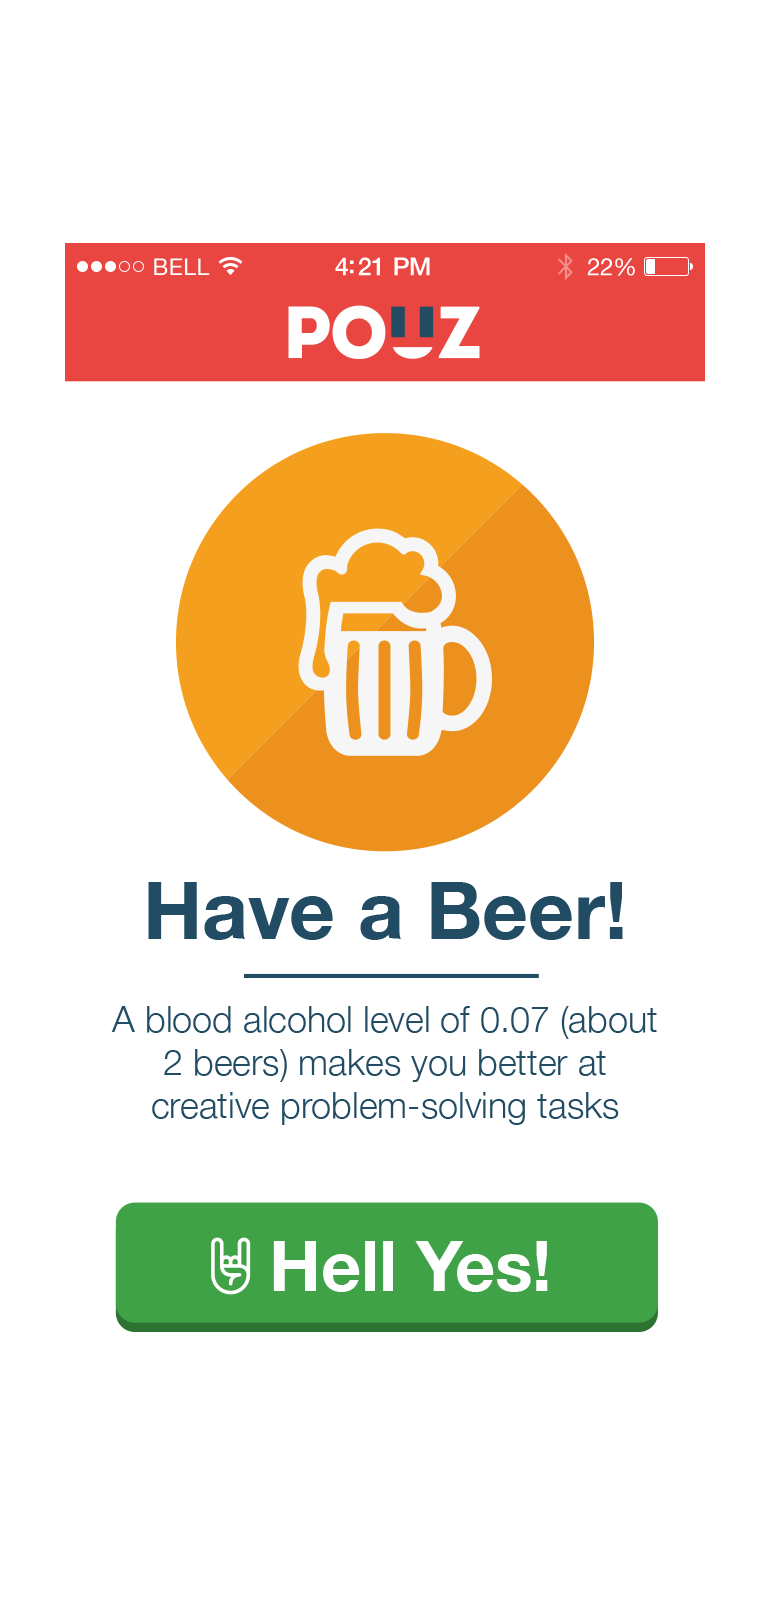 BELL 4:21 PM 22%
POUZ
Have a Beer!
A blood alcohol level of 0.07 (about
2 beers) makes you better at
creative problem-solving tasks
Hell Yes!